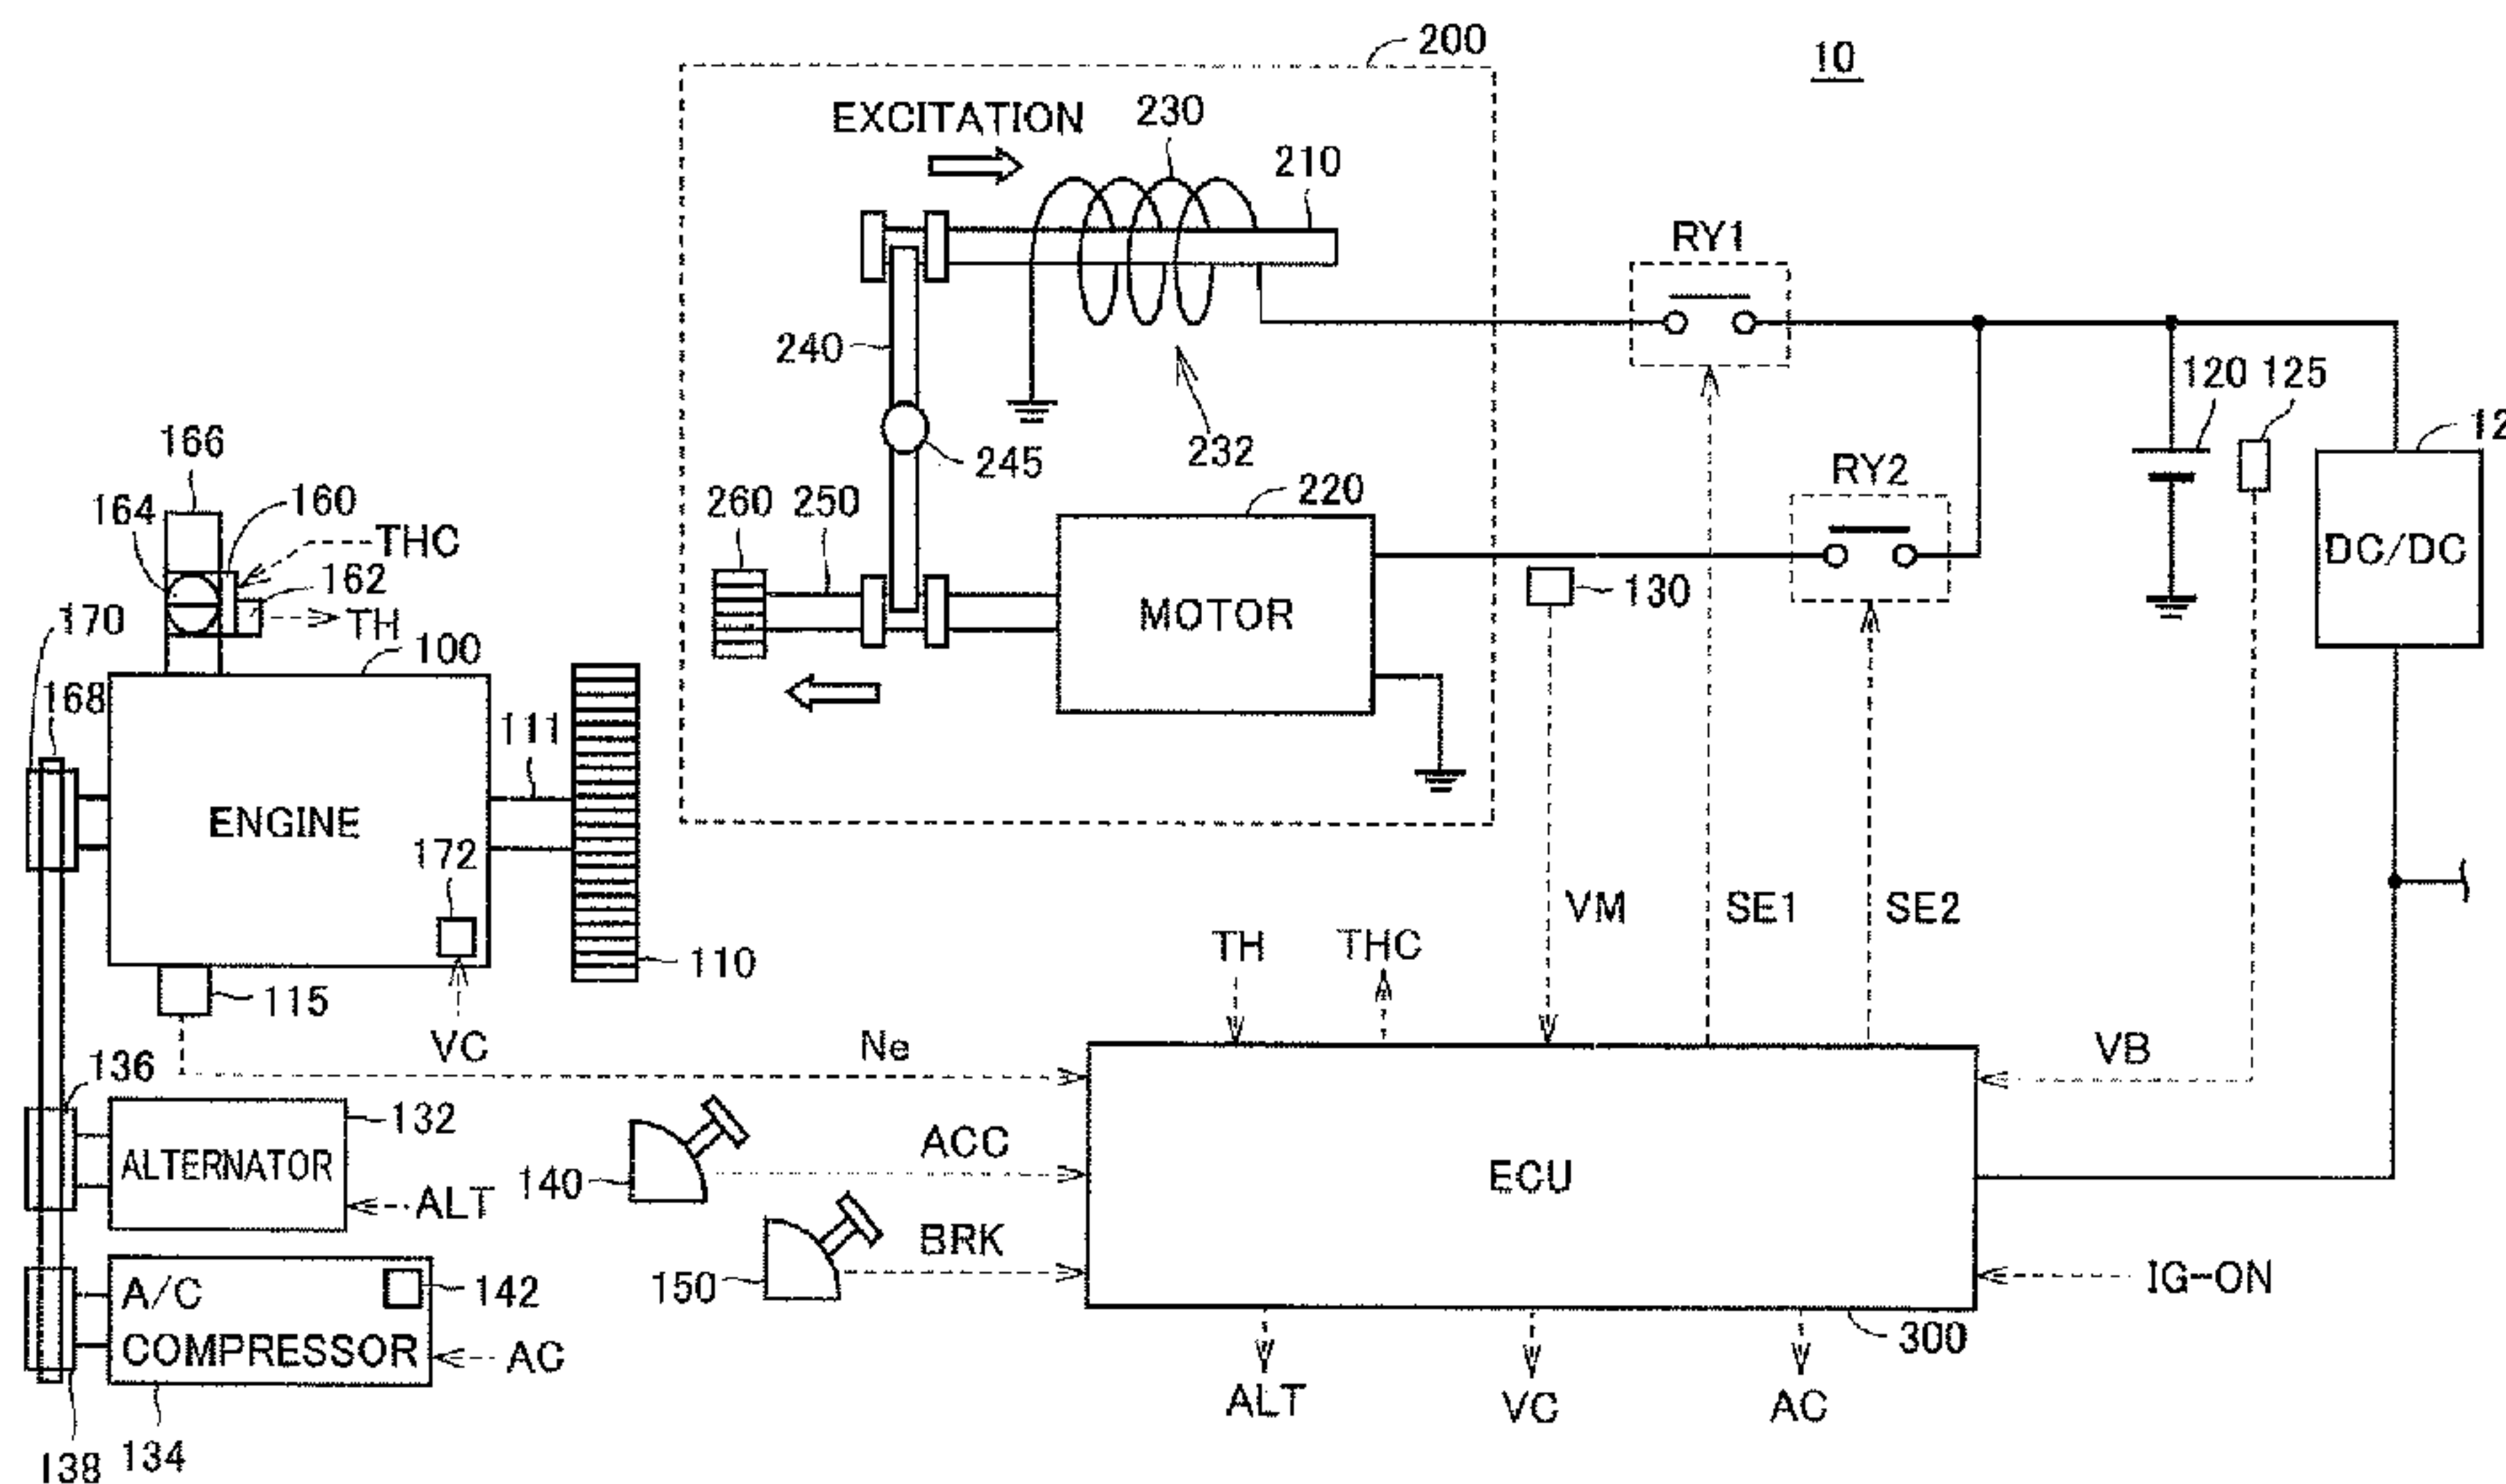 200
10
EXCITATION
230
210
RY1
240
120
125
166
245
232
12
RY2
164
160
260
250
220
THC
DC/DC
162
170
TH
130
MOTOR
100
168
111
ENGINE
172
VM
SE1
SE2
TH
THC
110
115
VC
Ne
VB
136
132
ACC
ALTERNATOR
140
ECU
ALT
BRK
A/C
142
150
IG-ON
COMPRESSOR
AC
300
ALT
VC
AC
138
134